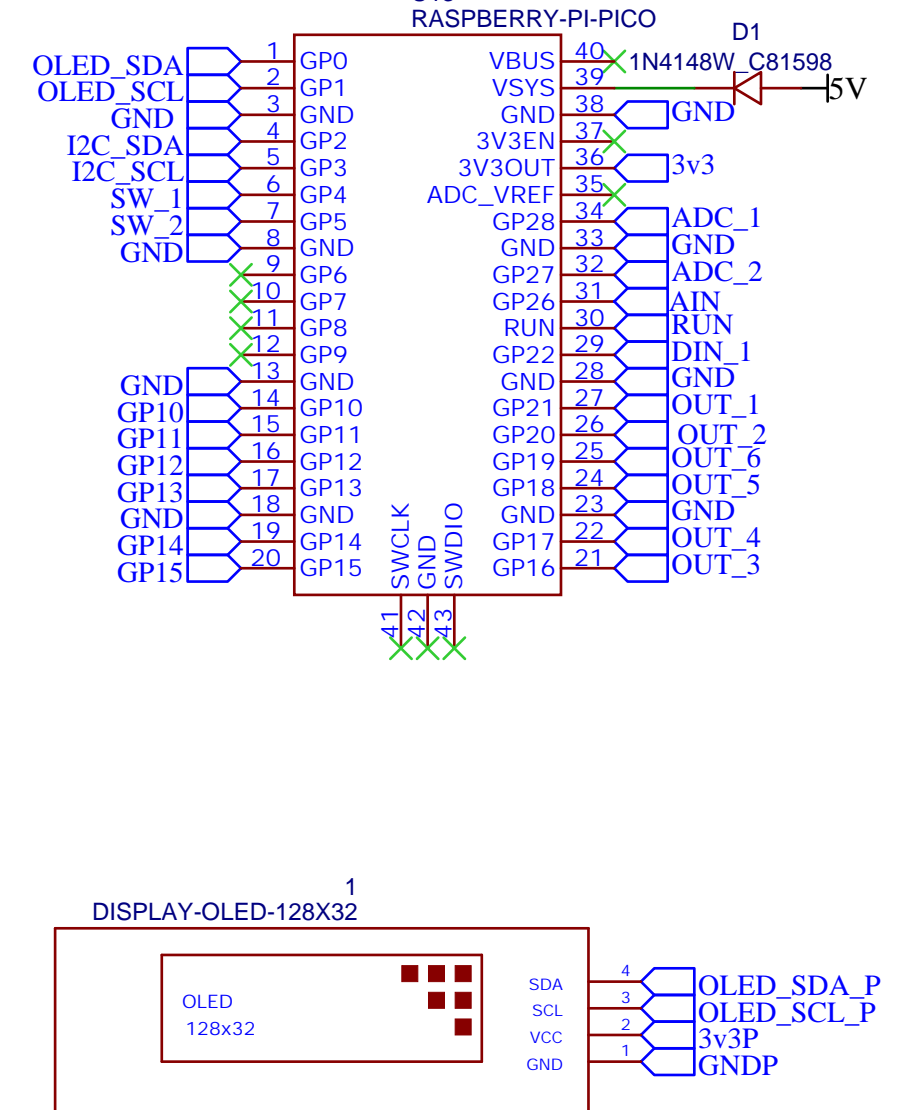 RASPBERRY-PI-PICO
D1
1N4148W_C81598
5V
OLED_SDA 1 GP0 VBUS 40
OLED_SCL 2 GP1 VSYS 39
GND 3 GND GND 38 GND
I2C_SDA 4 GP2 3V3EN 37
I2C_SCL 5 GP3 3V3OUT 36 3v3
SW_1 6 GP4 ADC_VREF 35
SW_2 7 GP5 GP28 34 ADC_1
GND 8 GND GND 33 GND
9 GP6 GP27 32 ADC_2
10 GP7 GP26 31 AIN
11 GP8 RUN 30 RUN
12 GP9 GP22 29 DIN_1
GND 13 GND GND 28 GND
GP10 14 GP10 GP21 27 OUT_1
GP11 15 GP11 GP20 26 OUT_2
GP12 16 GP12 GP19 25 OUT_6
GP13 17 GP13 GP18 24 OUT_5
GND 18 GND GND 23 GND
GP14 19 GP14 GP17 22 OUT_4
GP15 20 GP15 GP16 21 OUT_3
SWCLK GND SWDIO
41 42 43
1
DISPLAY-OLED-128X32
OLED
128x32
SDA 4 OLED_SDA_P
SCL 3 OLED_SCL_P
VCC 2 3v3P
GND 1 GNDP